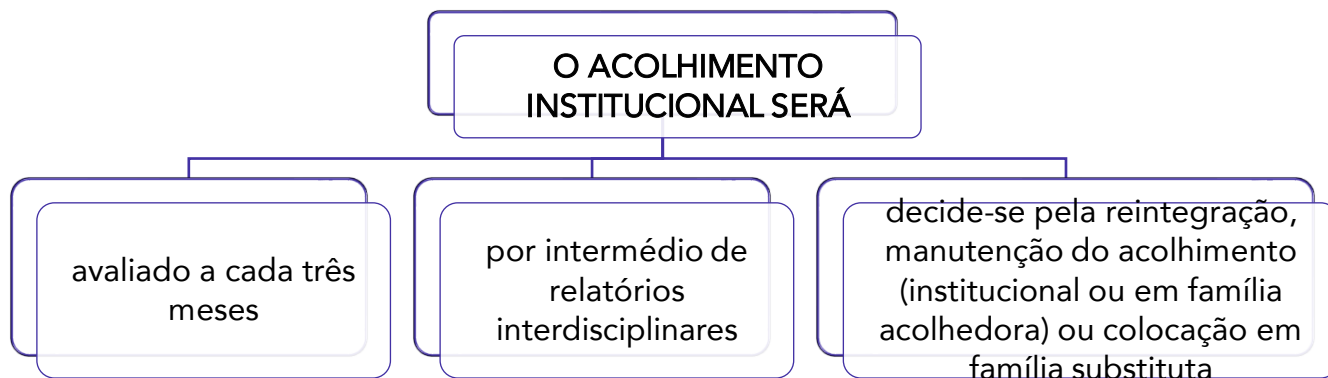 O ACOLHIMENTO
INSTITUCIONAL SERÁ
avaliado a cada três
meses
por intermédio de
relatórios
interdisciplinares
decide-se pela reintegração,
manutenção do acolhimento
(institucional ou em família
acolhedora) ou colocação em
família substituta